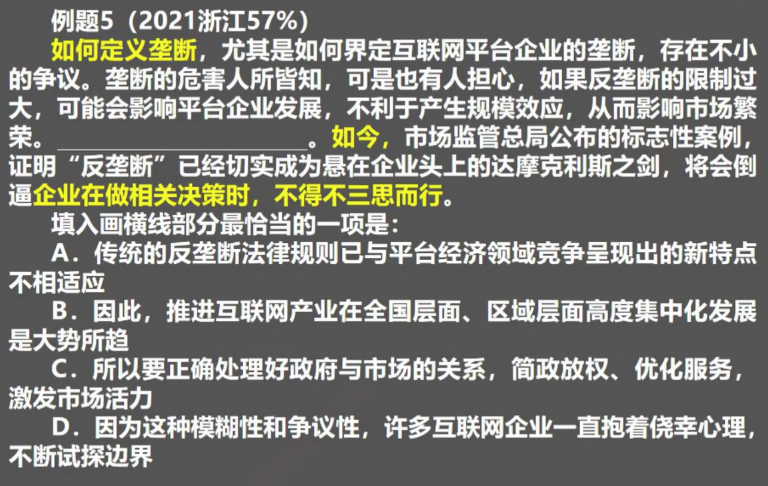 例题5（2021浙江57%）
如何定义垄断，尤其是如何界定互联网平台企业的垄断，存在不小
的争议。垄断的危害人所皆知，可是也有人担心，如果反垄断的限制过
大，可能会影响平台企业发展，不利于产生规模效应，从而影响市场繁
荣。______________________。如今，市场监管总局公布的标志性案例，
证明“反垄断”已经切实成为悬在企业头上的达摩克利斯之剑，将会倒
逼企业在做相关决策时，不得不三思而行。
填入画横线部分最恰当的一项是：
A．传统的反垄断法律规则已与平台经济领域竞争呈现出的新特点
不相适应
B．因此，推进互联网产业在全国层面、区域层面高度集中化发展
是大势所趋
C．所以要正确处理好政府与市场的关系，简政放权、优化服务，
激发市场活力
D．因为这种模糊性和争议性，许多互联网企业一直抱着侥幸心理，
不断试探边界